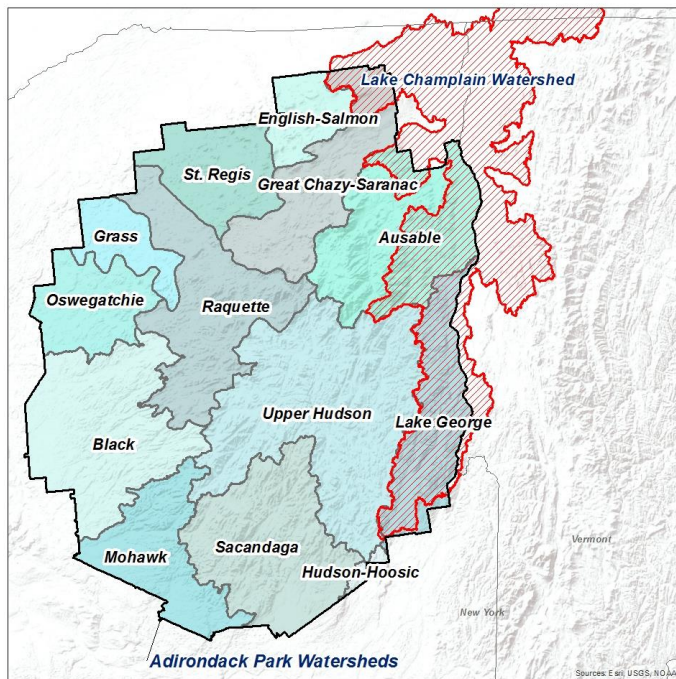 Lake Champlain Watershed
English-Salmon
St. Regis
Great Chazy-Saranac
Grass
Ausable
Oswegatchie
Raquette
Upper Hudson
Lake George
Black
Mohawk
Sacandaga
Vermont
Hudson-Hoosic
New York
Adirondack Park Watersheds
Sources: Esri, USGS, NOAA